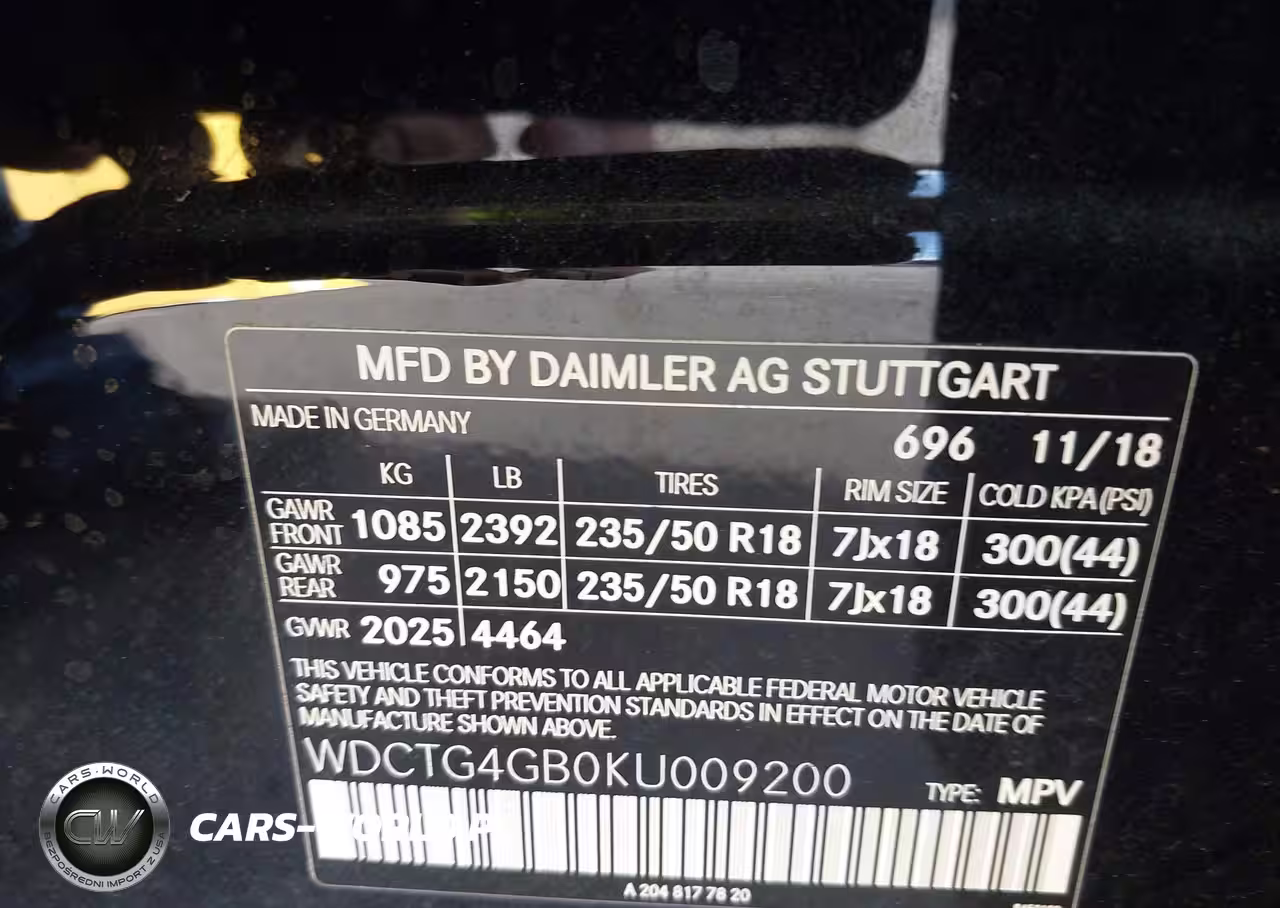 MFD BY DAIMLER AG STUTTGART
MADE IN GERMANY
696 11/18
KG LB TIRES RIM SIZE COLD KPA (PSI)
GAWR FRONT 1085 2392 235/50 R18 7Jx18 300(44)
GAWR REAR 975 2150 235/50 R18 7Jx18 300(44)
GVWR 2025 4464
THIS VEHICLE CONFORMS TO ALL APPLICABLE FEDERAL MOTOR VEHICLE
SAFETY AND THEFT PREVENTION STANDARDS IN EFFECT ON THE DATE OF
MANUFACTURE SHOWN ABOVE.
WDCTG4GB0KU009200
TYPE: MPV
A 204 817 78 20
CARS-WORLD
CW
BEZPOŚREDNI IMPORT Z USA